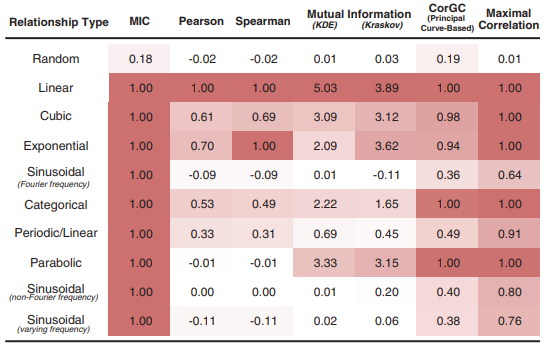 Relationship Type MIC Pearson Spearman Mutual Information (KDE) (Kraskov) CorGC (Principal Curve-Based) Maximal Correlation
Random 0.18 -0.02 -0.02 0.01 0.03 0.19 0.01
Linear 1.00 1.00 1.00 5.03 3.89 1.00 1.00
Cubic 1.00 0.61 0.69 3.09 3.12 0.98 1.00
Exponential 1.00 0.70 1.00 2.09 3.62 0.94 1.00
Sinusoidal (Fourier frequency) 1.00 -0.09 -0.09 0.01 -0.11 0.36 0.64
Categorical 1.00 0.53 0.49 2.22 1.65 1.00 1.00
Periodic/Linear 1.00 0.33 0.31 0.69 0.45 0.49 0.91
Parabolic 1.00 -0.01 -0.01 3.33 3.15 1.00 1.00
Sinusoidal (non-Fourier frequency) 1.00 0.00 0.00 0.01 0.20 0.40 0.80
Sinusoidal (varying frequency) 1.00 -0.11 -0.11 0.02 0.06 0.38 0.76